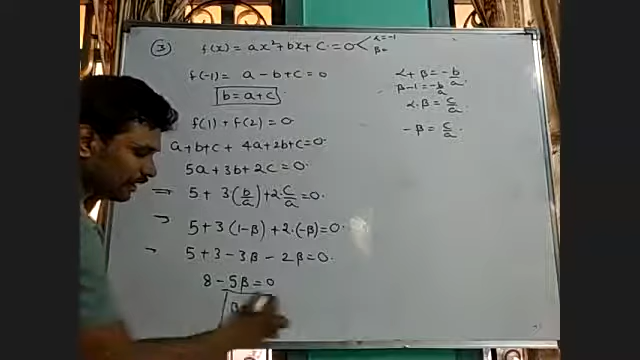 ③ f(x) = ax² + bx + c = 0 < α = -1
β =
f(-1) = a - b + c = 0
b = a + c
f(1) + f(2) = 0
a + b + c + 4a + 2b + c = 0
5a + 3b + 2c = 0
⇒ 5 + 3(b/a) + 2·c/a = 0
5 + 3(1 - β) + 2·(-β) = 0
5 + 3 - 3β - 2β = 0
8 - 5β = 0
α + β = -b/a
β - 1 = -b/a
α·β = c/a
-β = c/a